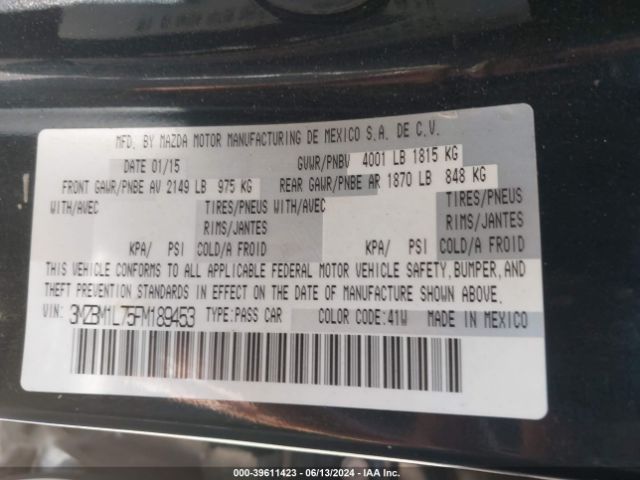 MFD. BY MAZDA MOTOR MANUFACTURING DE MEXICO S.A. DE C.V.
DATE 01/15 GVWR/PNBV 4001 LB 1815 KG
FRONT GAWR/PNBE AV 2149 LB 975 KG REAR GAWR/PNBE AR 1870 LB 848 KG
WITH/AVEC TIRES/PNEUS WITH/AVEC TIRES/PNEUS
RIMS/JANTES RIMS/JANTES
KPA/ PSI COLD/A FROID KPA/ PSI COLD/A FROID
THIS VEHICLE CONFORMS TO ALL APPLICABLE FEDERAL MOTOR VEHICLE SAFETY, BUMPER, AND
THEFT PREVENTION STANDARDS IN EFFECT ON THE DATE OF MANUFACTURE SHOWN ABOVE.
VIN: 3MZBM1L75FM189453 TYPE:PASS CAR COLOR CODE:41W MADE IN MEXICO
000-39611423 - 06/13/2024 - IAA Inc.